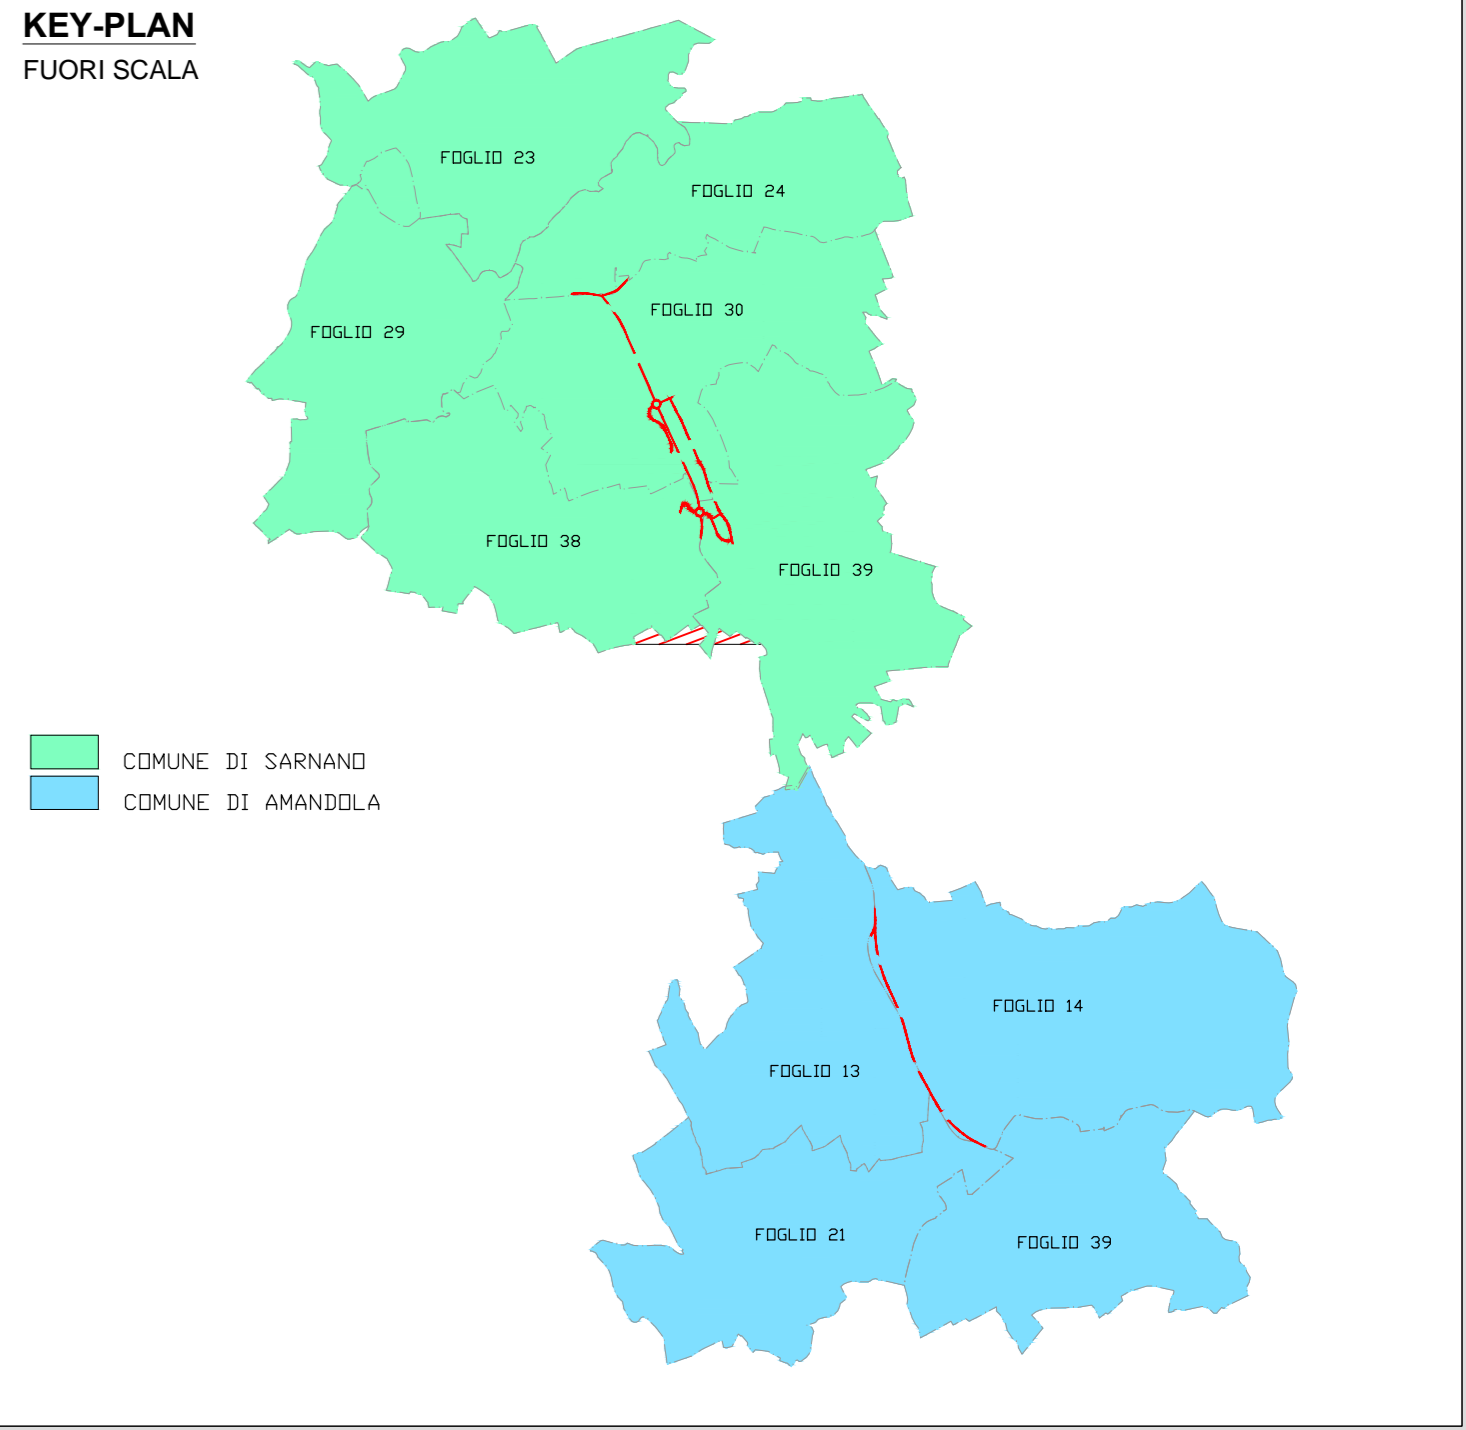 KEY-PLAN
FUORI SCALA
FOGLIO 23
FOGLIO 24
FOGLIO 30
FOGLIO 29
FOGLIO 38
FOGLIO 39
COMUNE DI SARNANO
COMUNE DI AMANDOLA
FOGLIO 14
FOGLIO 13
FOGLIO 21
FOGLIO 39